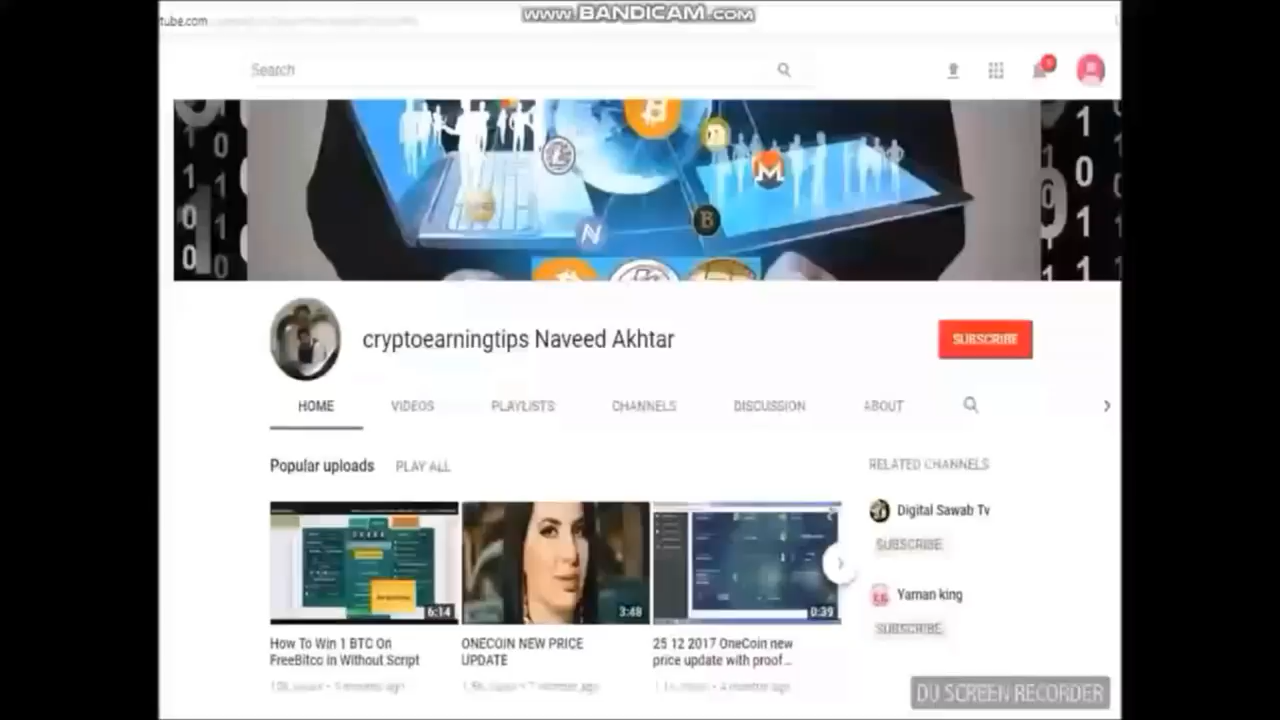 www.BANDICAM.com
tube.com
Search
cryptoearningtips Naveed Akhtar
SUBSCRIBE
HOME VIDEOS PLAYLISTS CHANNELS DISCUSSION ABOUT
Popular uploads PLAY ALL
6:14
3:48
0:39
How To Win 1 BTC On
FreeBitco in Without Script
ONECOIN NEW PRICE
UPDATE
25 12 2017 OneCoin new
price update with proof...
RELATED CHANNELS
Digital Sawab Tv
SUBSCRIBE
Yaman king
SUBSCRIBE
DU SCREEN RECORDER